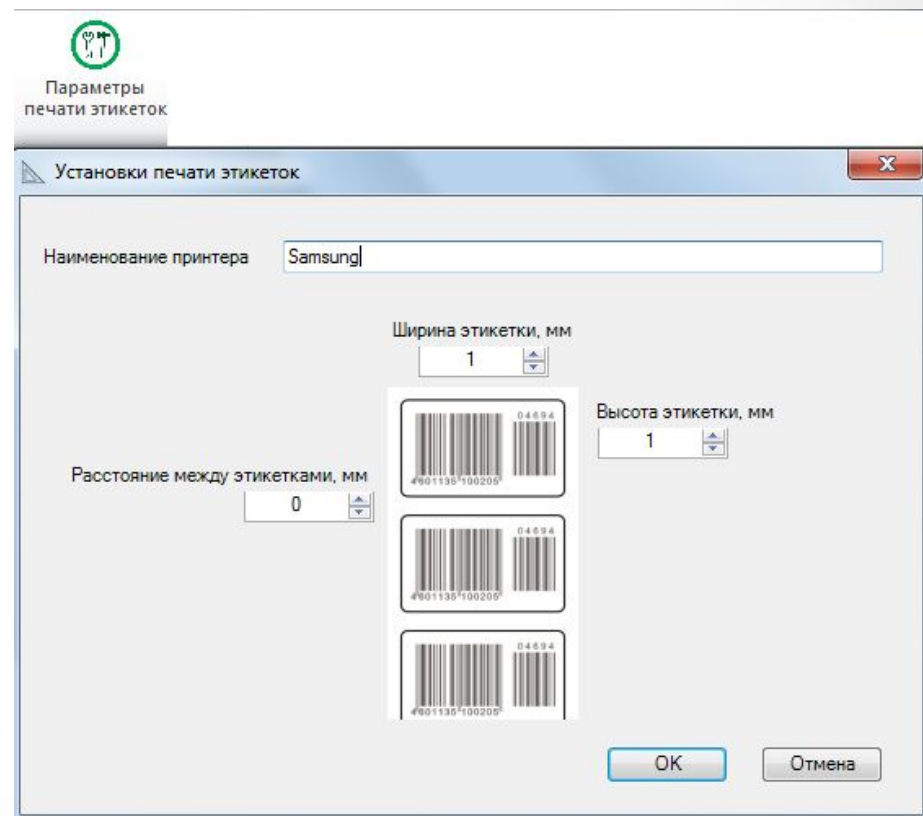 Параметры
печати этикеток
Установки печати этикеток
Наименование принтера
Samsung
Ширина этикетки, мм
1
Высота этикетки, мм
1
Расстояние между этикетками, мм
0
04694
4601135100205
04694
4601135100205
04694
4601135100205
OK
Отмена